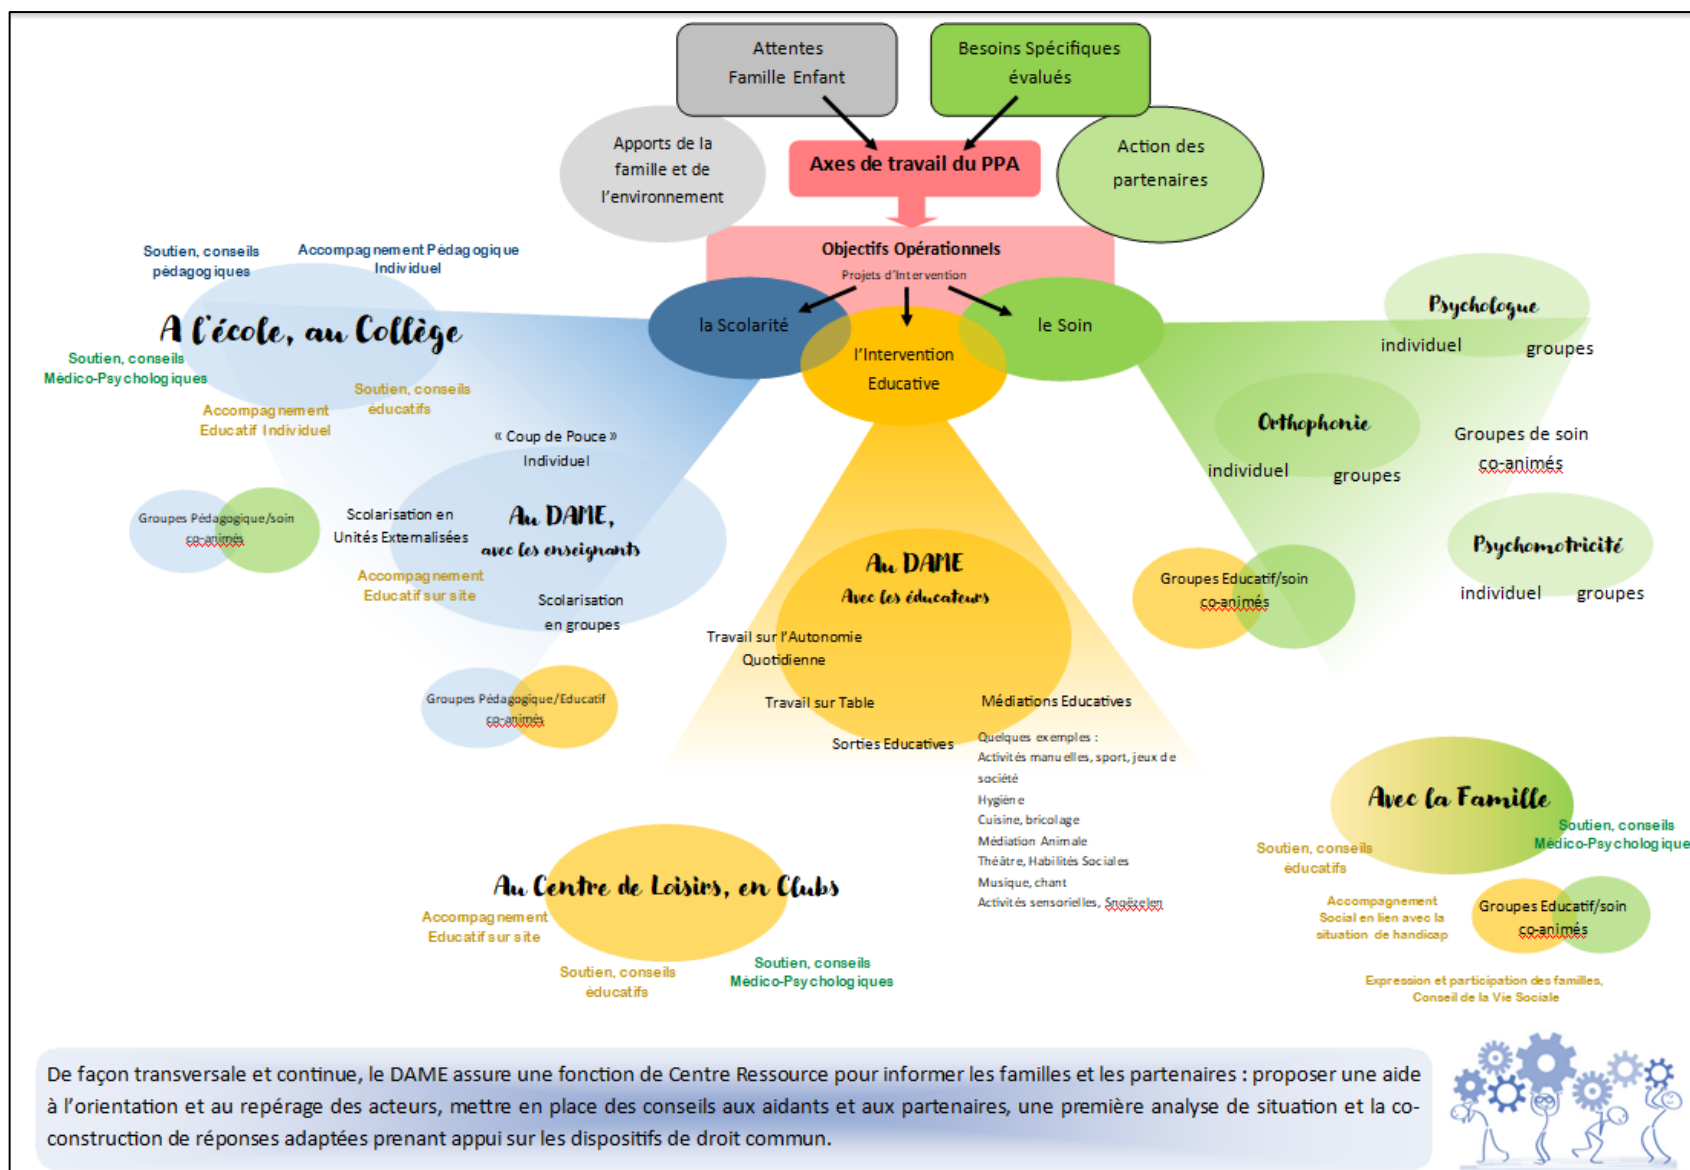 Attentes
Famille Enfant
Besoins Spécifiques
évalués
Apports de la
famille et de
l'environnement
Axes de travail du PPA
Action des
partenaires
Objectifs Opérationnels
Projets d'Intervention
la Scolarité
l'Intervention
Educative
le Soin
Soutien, conseils
pédagogiques
Accompagnement Pédagogique
Individuel
A l'école, au Collège
Soutien, conseils
Médico-Psychologiques
Soutien, conseils
éducatifs
Accompagnement
Educatif Individuel
« Coup de Pouce »
Individuel
Groupes Pédagogique/soin
co-animés
Scolarisation en
Unités Externalisées
Au DAME,
avec les enseignants
Accompagnement
Educatif sur site
Scolarisation
en groupes
Groupes Pédagogique/Educatif
co-animés
Au DAME
Avec les éducateurs
Travail sur l'Autonomie
Quotidienne
Travail sur Table
Sorties Educatives
Médiations Educatives
Quelques exemples :
Activités manuelles, sport, jeux de
société
Hygiène
Cuisine, bricolage
Médiation Animale
Théâtre, Habilités Sociales
Musique, chant
Activités sensorielles, Snoëzelen
Psychologue
individuel groupes
Orthophonie
individuel groupes
Groupes de soin
co-animés
Psychomotricité
individuel groupes
Groupes Educatif/soin
co-animés
Au Centre de Loisirs, en Clubs
Accompagnement
Educatif sur site
Soutien, conseils
éducatifs
Soutien, conseils
Médico-Psychologiques
Avec la Famille
Soutien, conseils
Médico-Psychologique
Soutien, conseils
éducatifs
Accompagnement
Social en lien avec la
situation de handicap
Groupes Educatif/soin
co-animés
Expression et participation des familles,
Conseil de la Vie Sociale
De façon transversale et continue, le DAME assure une fonction de Centre Ressource pour informer les familles et les partenaires : proposer une aide
à l'orientation et au repérage des acteurs, mettre en place des conseils aux aidants et aux partenaires, une première analyse de situation et la co-
construction de réponses adaptées prenant appui sur les dispositifs de droit commun.